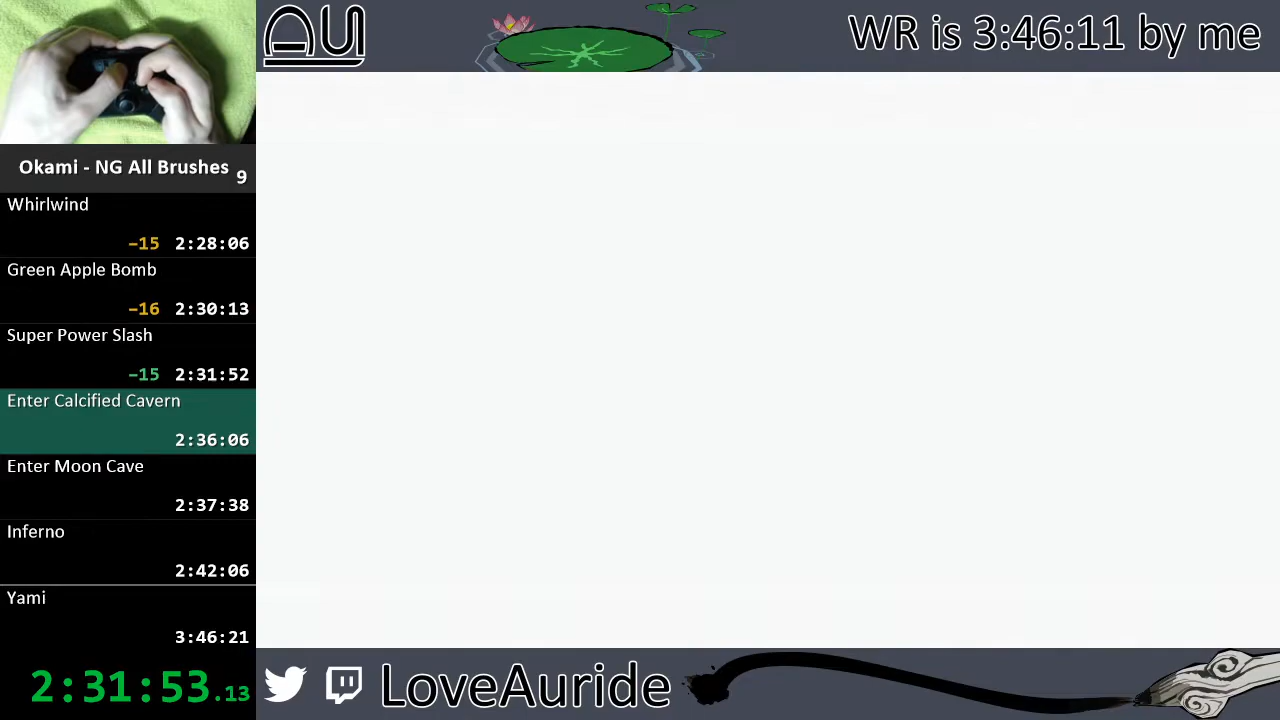 AU
WR is 3:46:11 by me
Okami - NG All Brushes 9
Whirlwind
-15 2:28:06
Green Apple Bomb
-16 2:30:13
Super Power Slash
-15 2:31:52
Enter Calcified Cavern
2:36:06
Enter Moon Cave
2:37:38
Inferno
2:42:06
Yami
3:46:21
2:31:53.13
LoveAuride